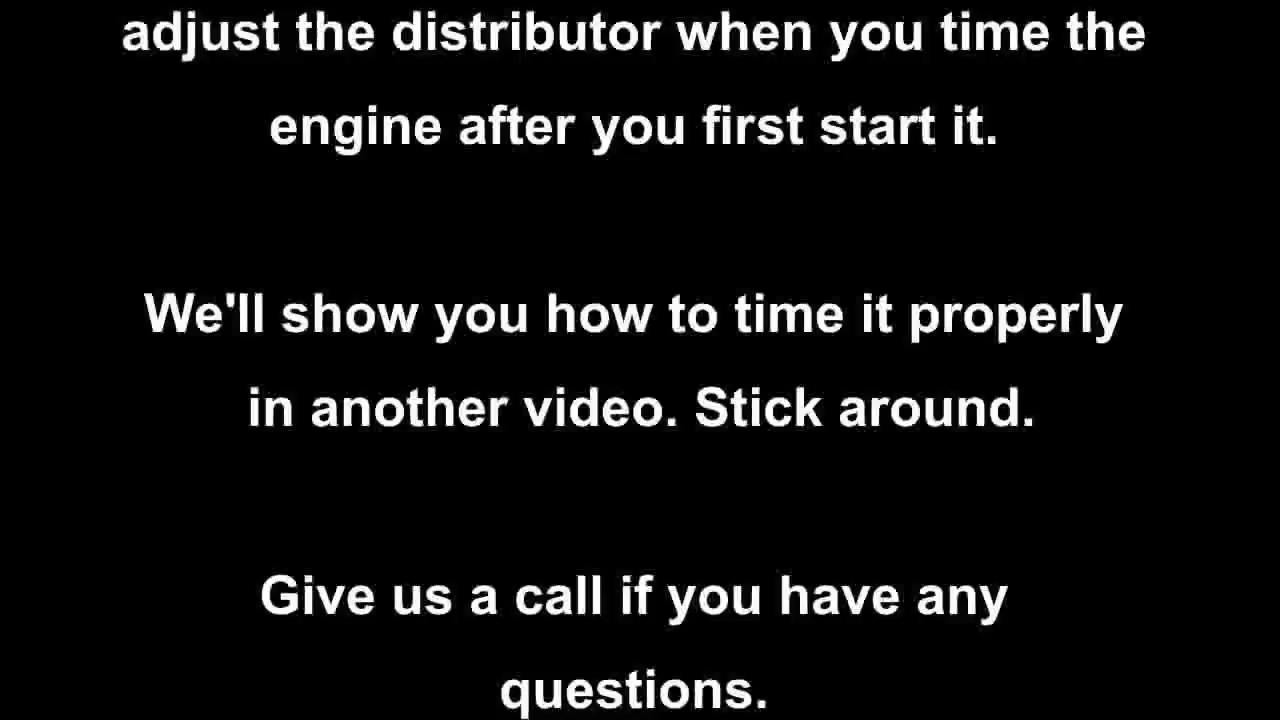 adjust the distributor when you time the
engine after you first start it.
We'll show you how to time it properly
in another video. Stick around.
Give us a call if you have any
questions.